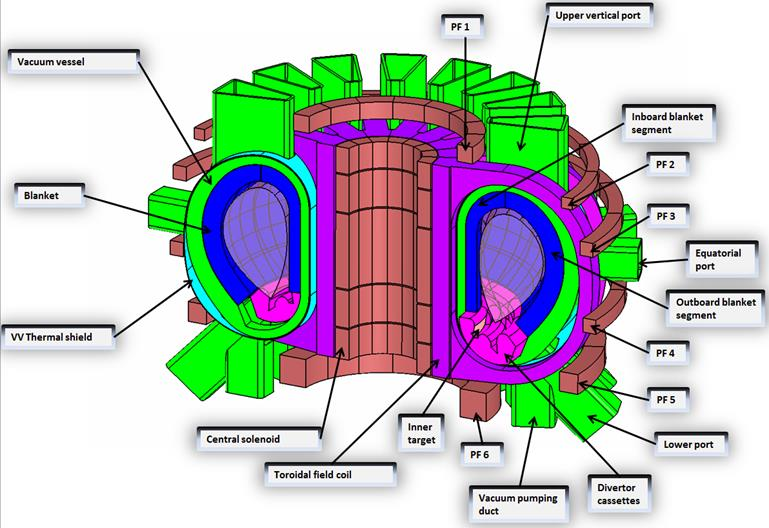 PF 1
Upper vertical port
Vacuum vessel
Inboard blanket
segment
PF 2
Blanket
PF 3
Equatorial
port
Outboard blanket
segment
VV Thermal shield
PF 4
PF 5
Central solenoid
Inner
target
Lower port
PF 6
Toroidal field coil
Vacuum pumping
duct
Divertor
cassettes